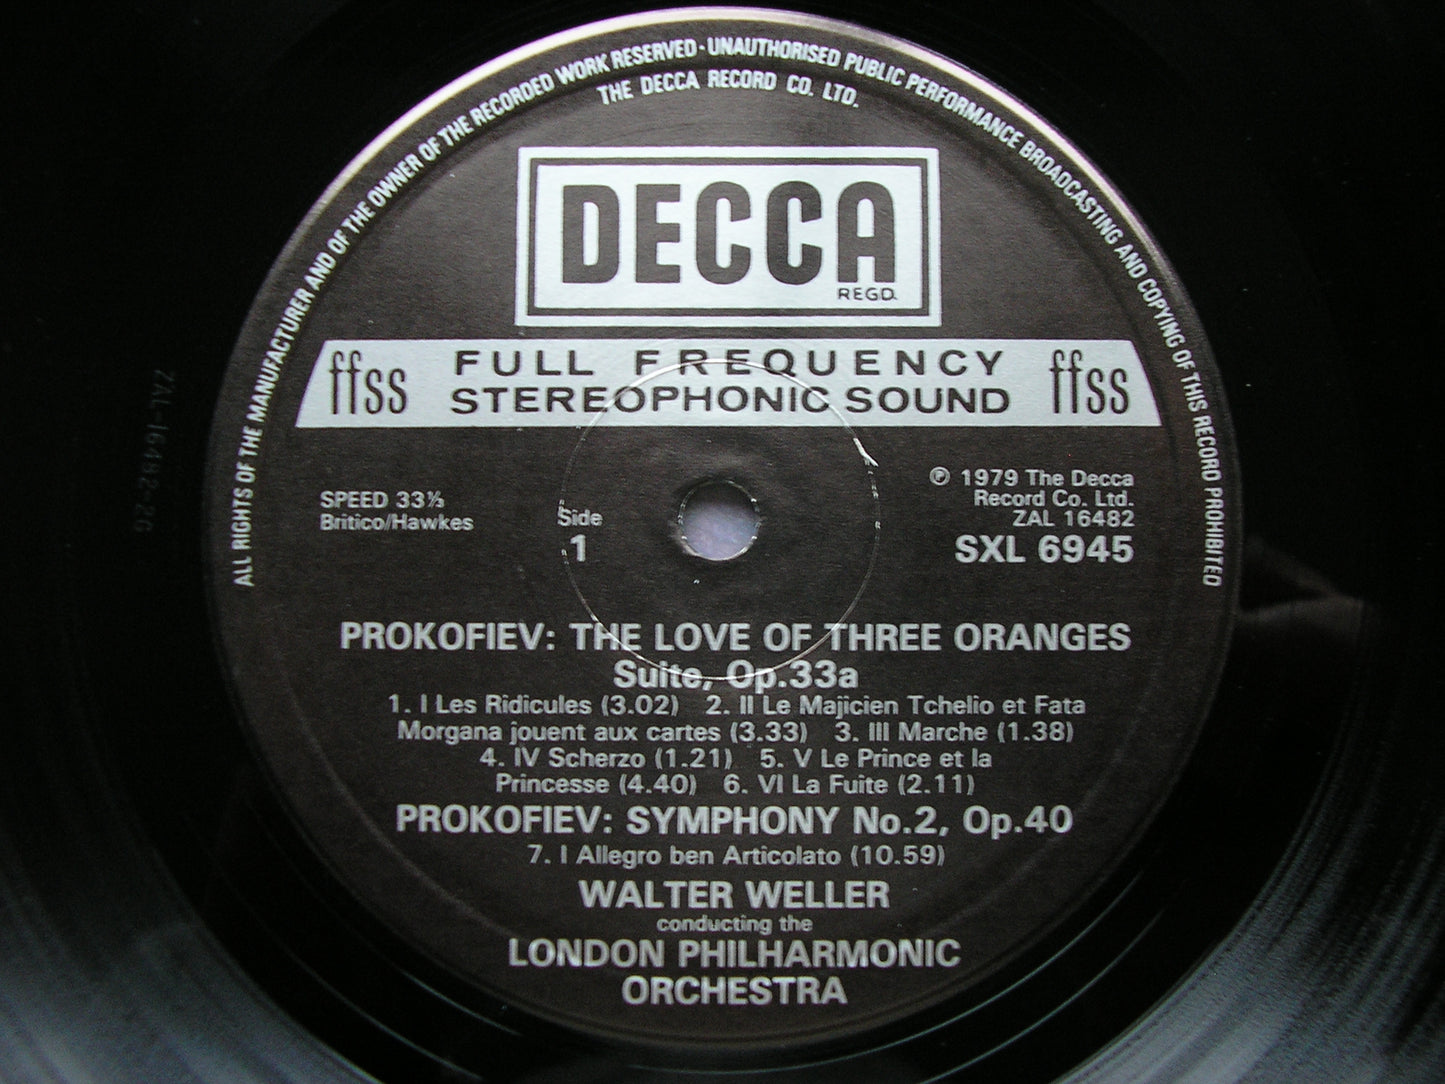 ALL RIGHTS OF THE MANUFACTURER AND OF THE OWNER OF THE RECORDED WORK RESERVED · UNAUTHORISED PUBLIC PERFORMANCE BROADCASTING AND COPYING OF THIS RECORD PROHIBITED
THE DECCA RECORD CO. LTD.
DECCA
REGD.
ffss FULL FREQUENCY ffss
STEREOPHONIC SOUND
SPEED 33⅓
Britico/Hawkes
Side
1
℗ 1979 The Decca
Record Co. Ltd.
ZAL 16482
SXL 6945
PROKOFIEV: THE LOVE OF THREE ORANGES
Suite, Op.33a
1. I Les Ridicules (3.02) 2. II Le Majicien Tchelio et Fata
Morgana jouent aux cartes (3.33) 3. III Marche (1.38)
4. IV Scherzo (1.21) 5. V Le Prince et la
Princesse (4.40) 6. VI La Fuite (2.11)
PROKOFIEV: SYMPHONY No.2, Op.40
7. I Allegro ben Articolato (10.59)
WALTER WELLER
conducting the
LONDON PHILHARMONIC
ORCHESTRA
ZAL-16482-2G